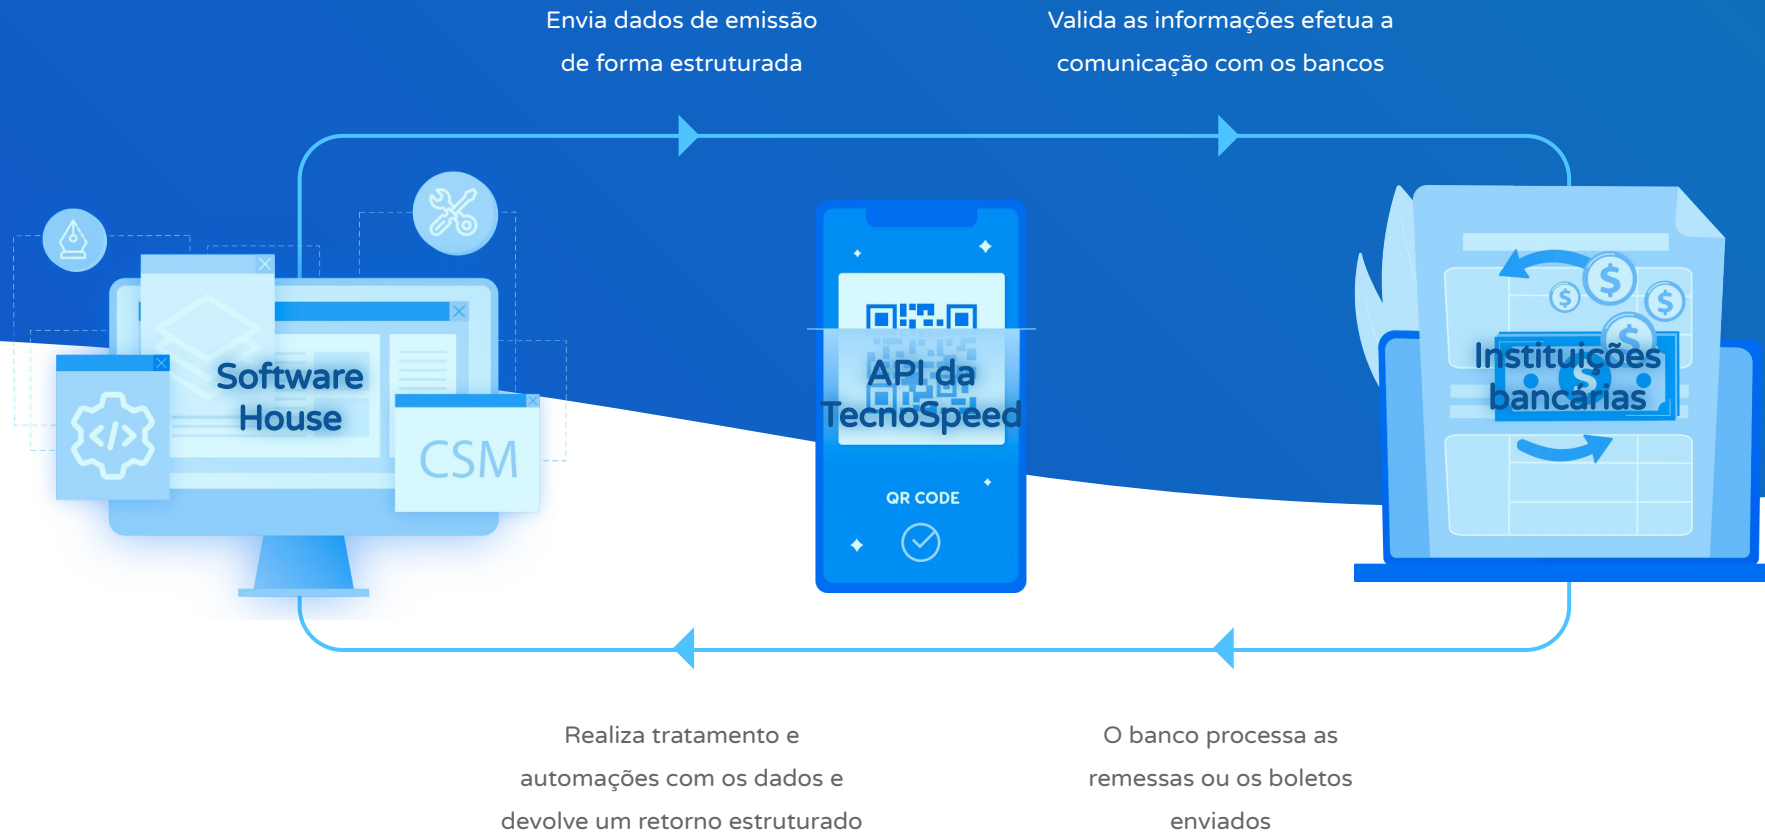 Envia dados de emissão
de forma estruturada
Valida as informações efetua a
comunicação com os bancos
Software
House
CSM
</>
API da
TecnoSpeed
QR CODE
Instituições
bancárias
Realiza tratamento e
automações com os dados e
devolve um retorno estruturado
O banco processa as
remessas ou os boletos
enviados